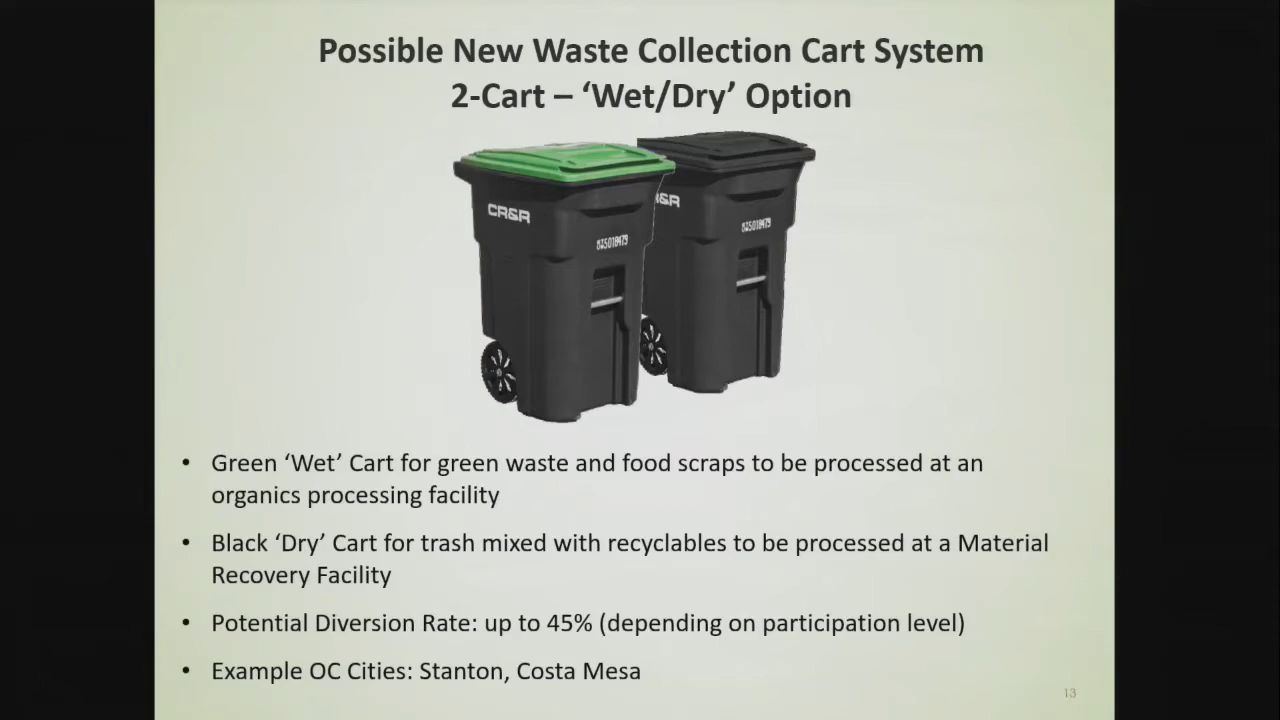 Possible New Waste Collection Cart System
2-Cart – ‘Wet/Dry’ Option
CR&R
R&R
• Green ‘Wet’ Cart for green waste and food scraps to be processed at an
organics processing facility
• Black ‘Dry’ Cart for trash mixed with recyclables to be processed at a Material
Recovery Facility
• Potential Diversion Rate: up to 45% (depending on participation level)
• Example OC Cities: Stanton, Costa Mesa
13